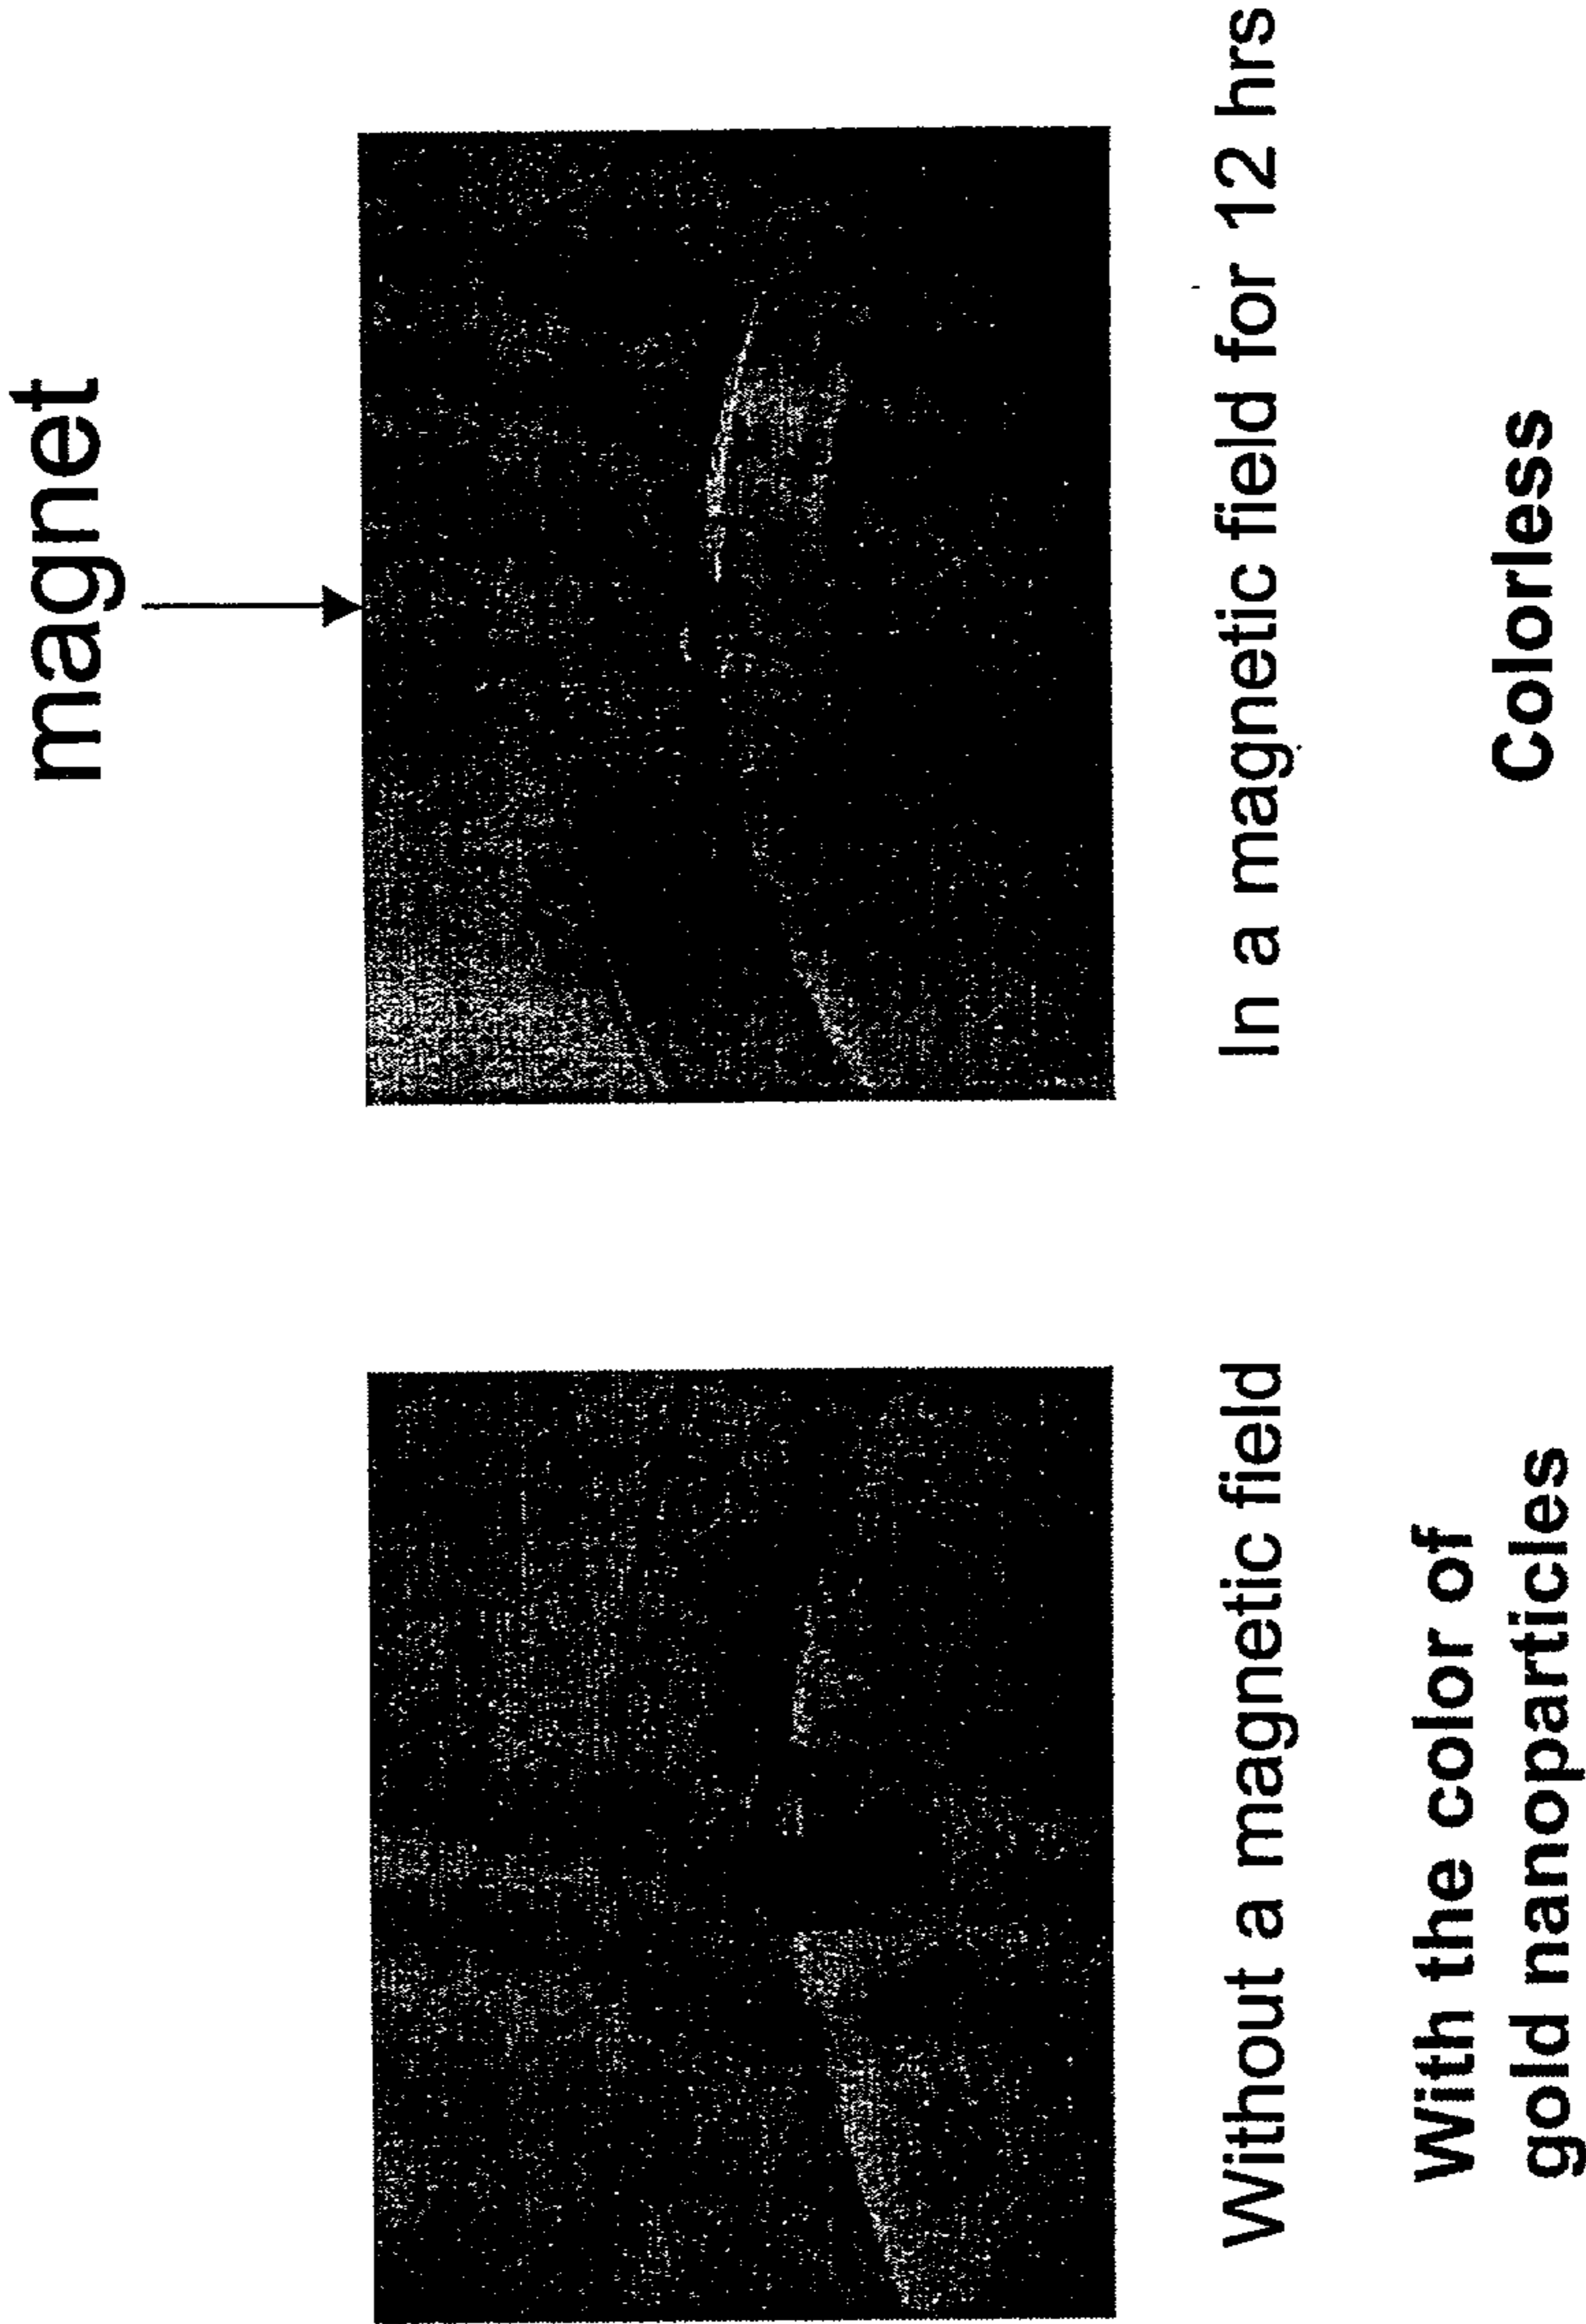 magnet
Without a magnetic field
In a magnetic field for 12 hrs
With the color of
gold nanoparticles
Colorless